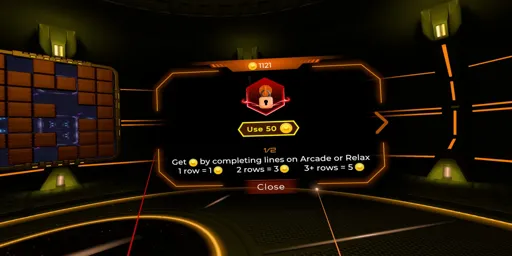 1121
Use 50
1/2
Get by completing lines on Arcade or Relax
1 row = 1 2 rows = 3 3+ rows = 5
Close